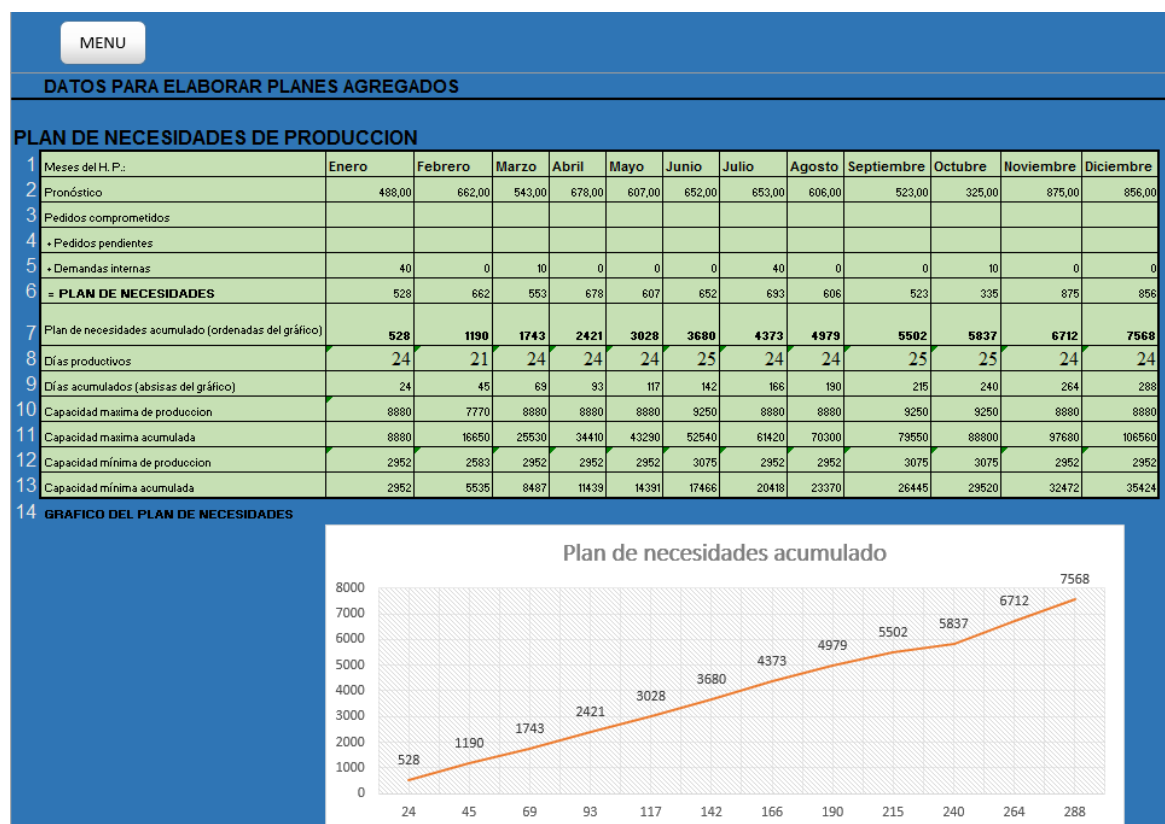 MENU
DATOS PARA ELABORAR PLANES AGREGADOS
PLAN DE NECESIDADES DE PRODUCCION
1 Meses del H. P.: Enero Febrero Marzo Abril Mayo Junio Julio Agosto Septiembre Octubre Noviembre Diciembre
2 Pronóstico 488,00 662,00 543,00 678,00 607,00 652,00 653,00 606,00 523,00 325,00 875,00 856,00
3 Pedidos comprometidos
4 + Pedidos pendientes
5 + Demandas internas 40 0 10 0 0 0 40 0 0 10 0 0
6 = PLAN DE NECESIDADES 528 662 553 678 607 652 693 606 523 335 875 856
7 Plan de necesidades acumulado (ordenadas del gráfico) 528 1190 1743 2421 3028 3680 4373 4979 5502 5837 6712 7568
8 Días productivos 24 21 24 24 24 25 24 24 25 25 24 24
9 Días acumulados (absisas del gráfico) 24 45 69 93 117 142 166 190 215 240 264 288
10 Capacidad maxima de produccion 8880 7770 8880 8880 8880 9250 8880 8880 9250 9250 8880 8880
11 Capacidad maxima acumulada 8880 16650 25530 34410 43290 52540 61420 70300 79550 88800 97680 106560
12 Capacidad mínima de produccion 2952 2583 2952 2952 2952 3075 2952 2952 3075 3075 2952 2952
13 Capacidad mínima acumulada 2952 5535 8487 11439 14391 17466 20418 23370 26445 29520 32472 35424
14 GRAFICO DEL PLAN DE NECESIDADES
Plan de necesidades acumulado
8000
7000
6000
5000
4000
3000
2000
1000
0
528 1190 1743 2421 3028 3680 4373 4979 5502 5837 6712 7568
24 45 69 93 117 142 166 190 215 240 264 288